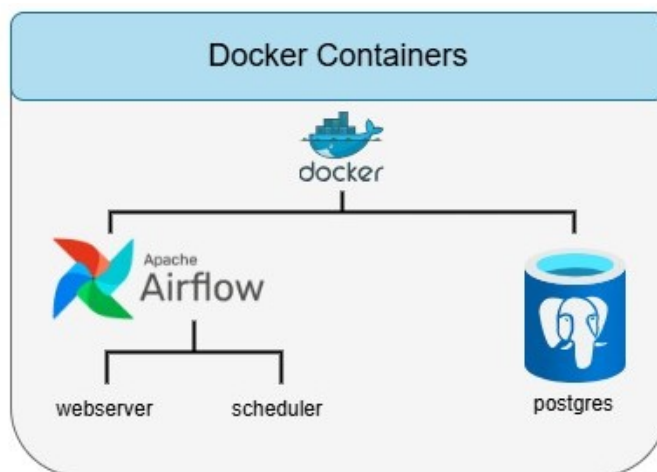 Docker Containers
docker
Apache
Airflow
webserver
scheduler
postgres